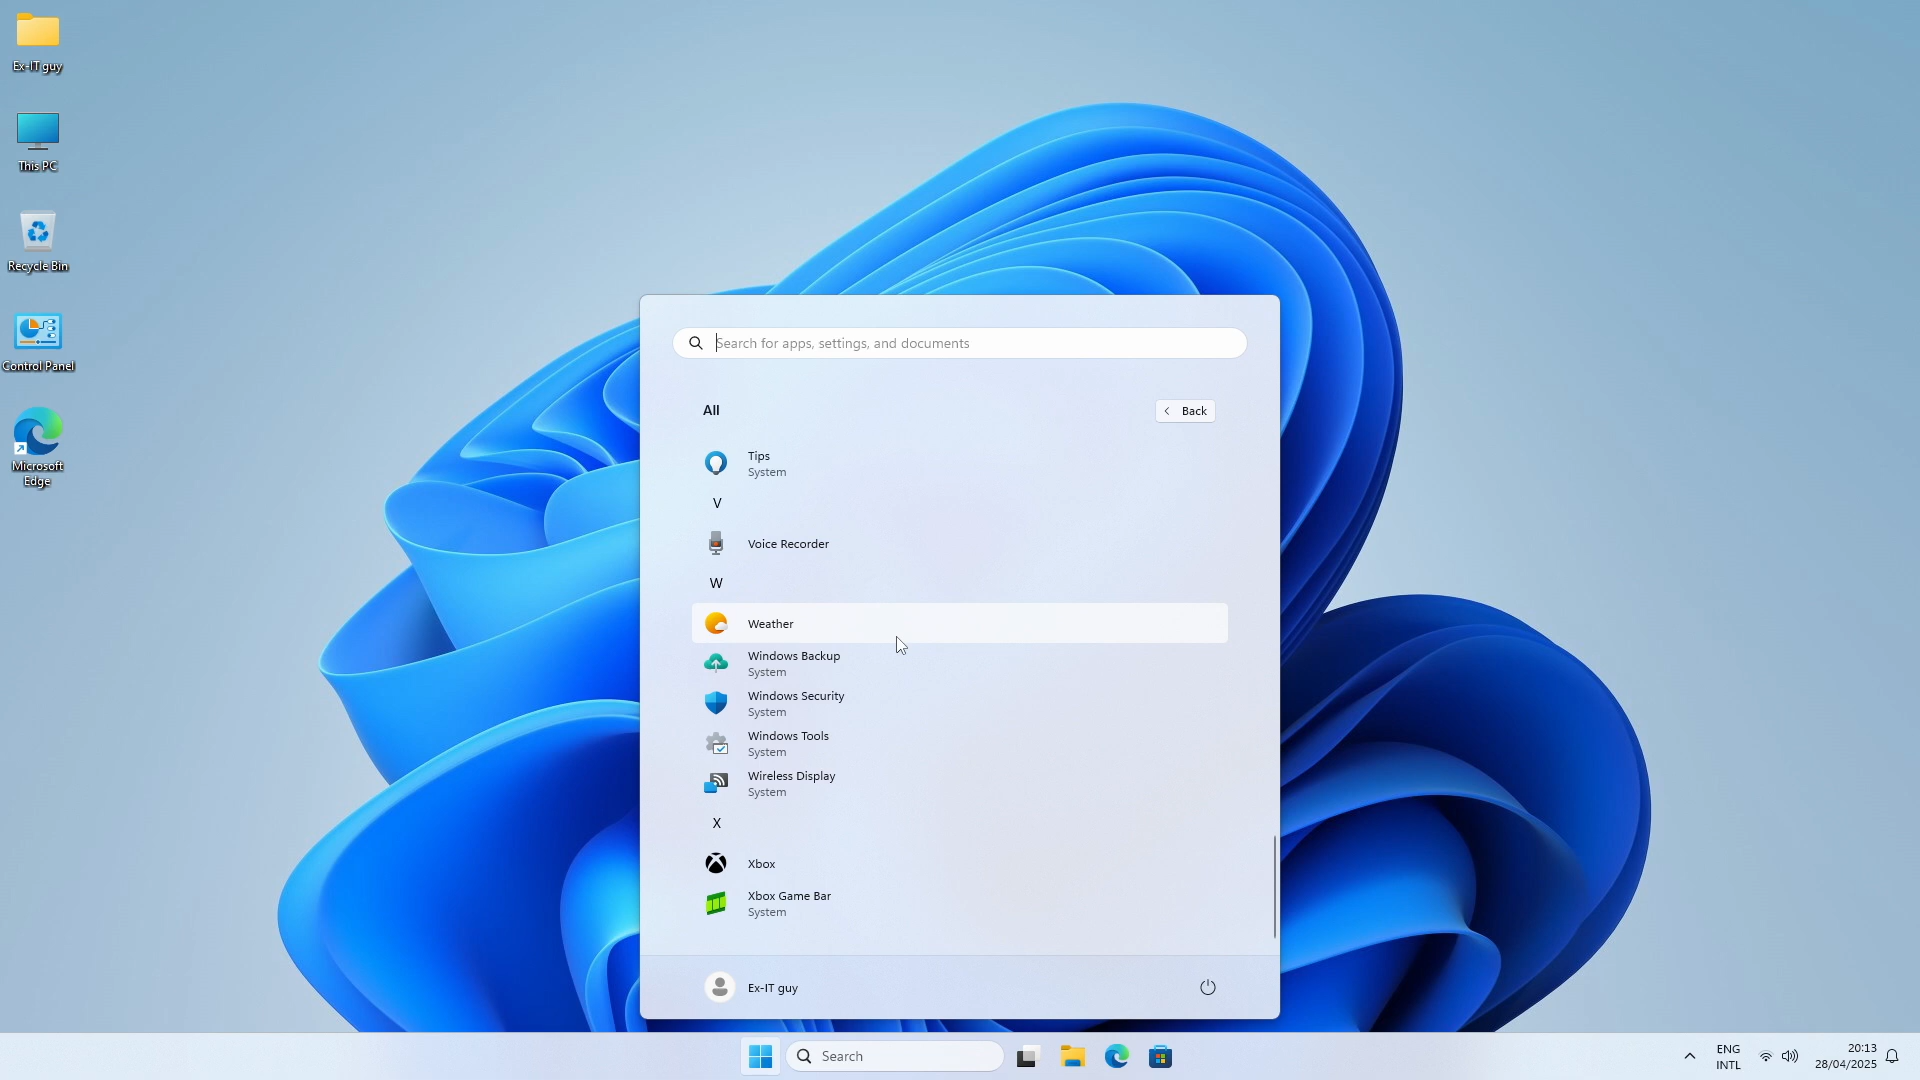 Ex-IT guy
This PC
Recycle Bin
Control Panel
Microsoft
Edge
Search for apps, settings, and documents
All
Back
Tips
System
V
Voice Recorder
W
Weather
Windows Backup
System
Windows Security
System
Windows Tools
System
Wireless Display
System
X
Xbox
Xbox Game Bar
System
Ex-IT guy
Search
ENG
INTL
20:13
28/04/2025